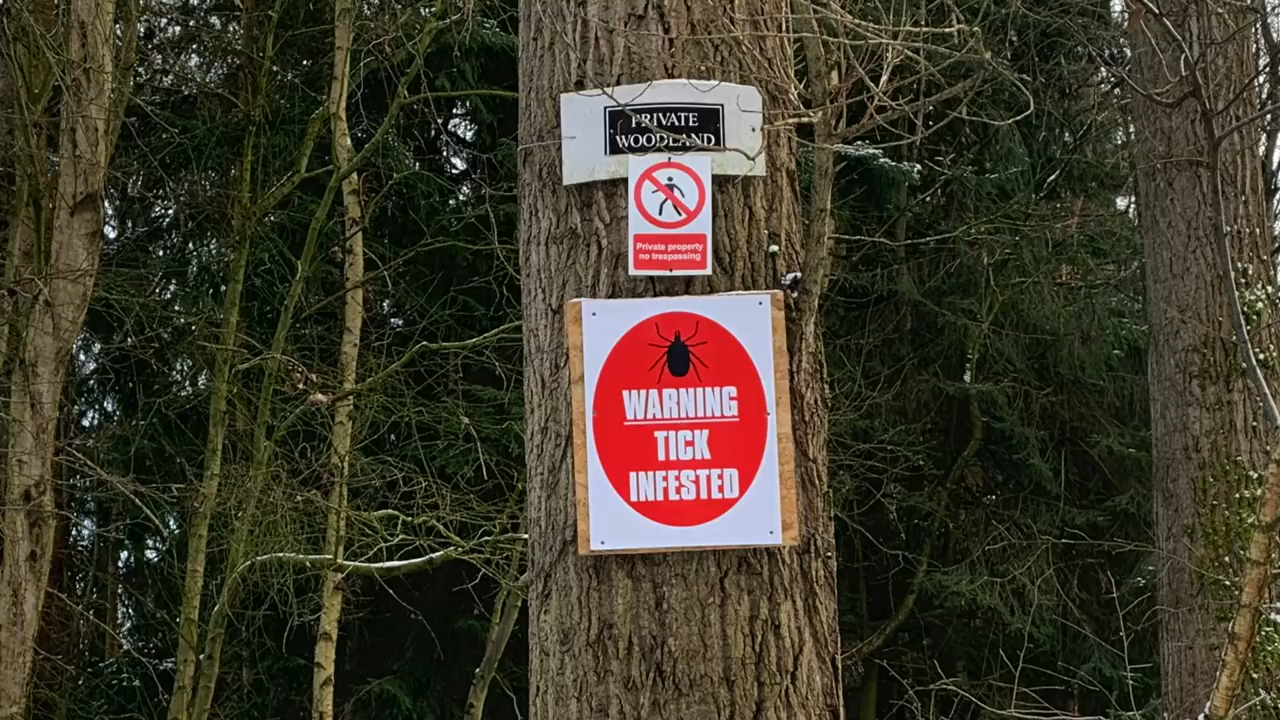 PRIVATE
WOODLAND
Private property
no trespassing
WARNING
TICK
INFESTED